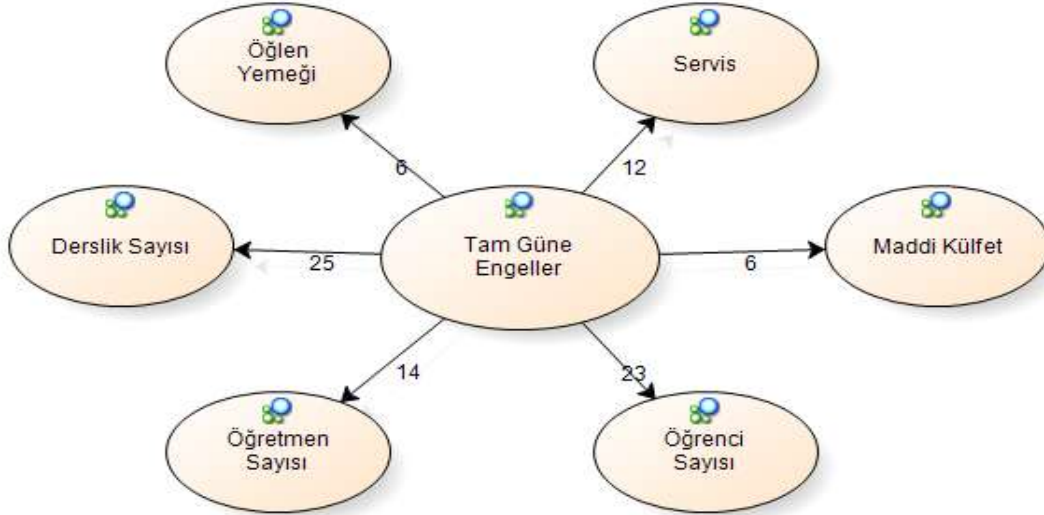 Öğlen
Yemeği
Servis
6
12
Derslik Sayısı
25
Tam Güne
Engeller
6
Maddi Külfet
14
23
Öğretmen
Sayısı
Öğrenci
Sayısı